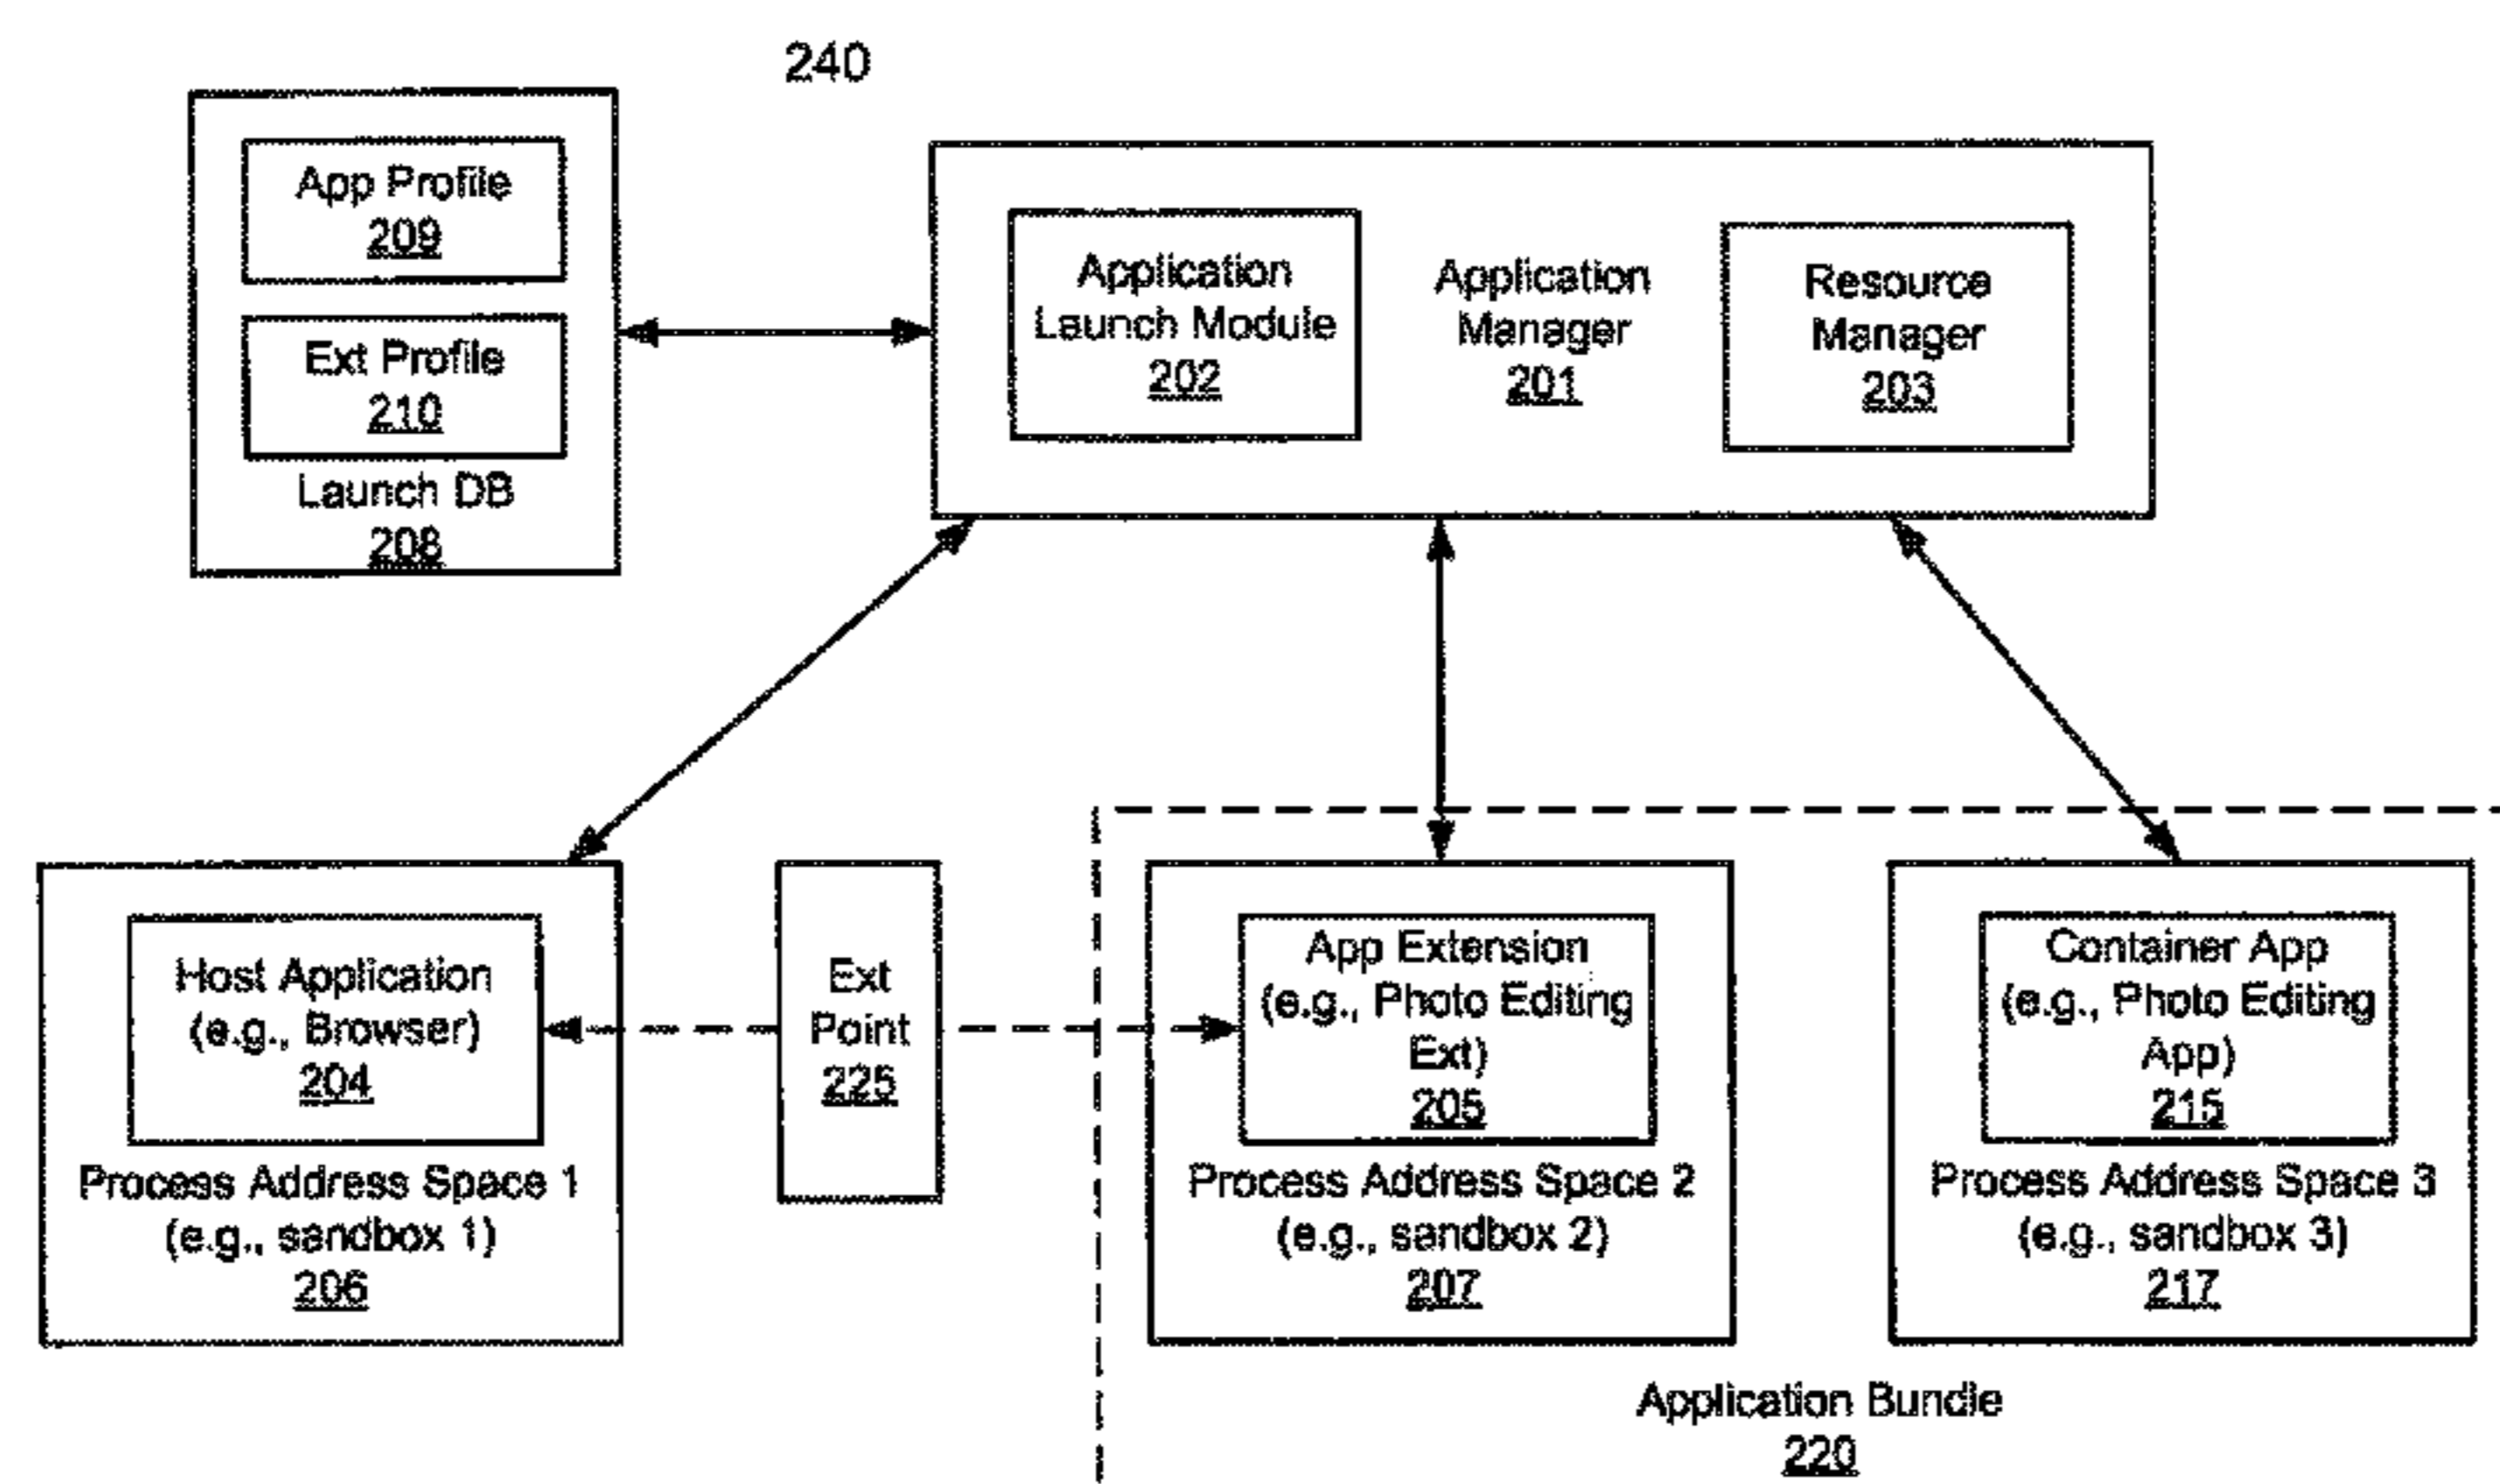 240
App Profile
209
Ext Profile
210
Launch DB
208
Application
Launch Module
202
Application
Manager
201
Resource
Manager
203
Host Application
(e.g., Browser)
204
Process Address Space 1
(e.g., sandbox 1)
206
Ext
Point
225
App Extension
(e.g., Photo Editing
Ext)
205
Process Address Space 2
(e.g., sandbox 2)
207
Container App
(e.g., Photo Editing
App)
215
Process Address Space 3
(e.g., sandbox 3)
217
Application Bundle
220